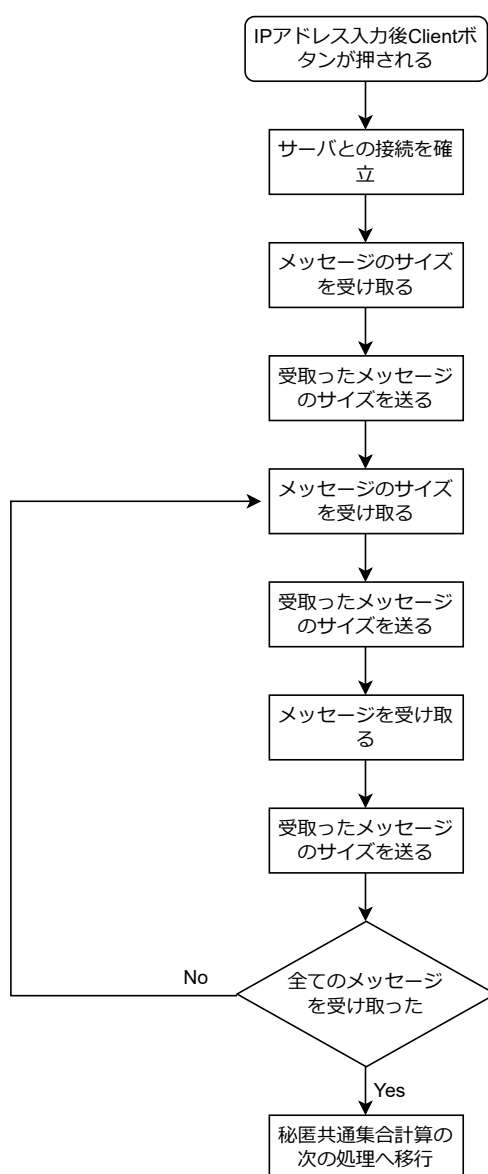 IPアドレス入力後Clientボ
タンが押される
サーバとの接続を確
立
メッセージのサイズ
を受け取る
受取ったメッセージ
のサイズを送る
メッセージのサイズ
を受け取る
受取ったメッセージ
のサイズを送る
メッセージを受け取
る
受取ったメッセージ
のサイズを送る
No
全てのメッセージ
を受け取った
Yes
秘匿共通集合計算の
次の処理へ移行